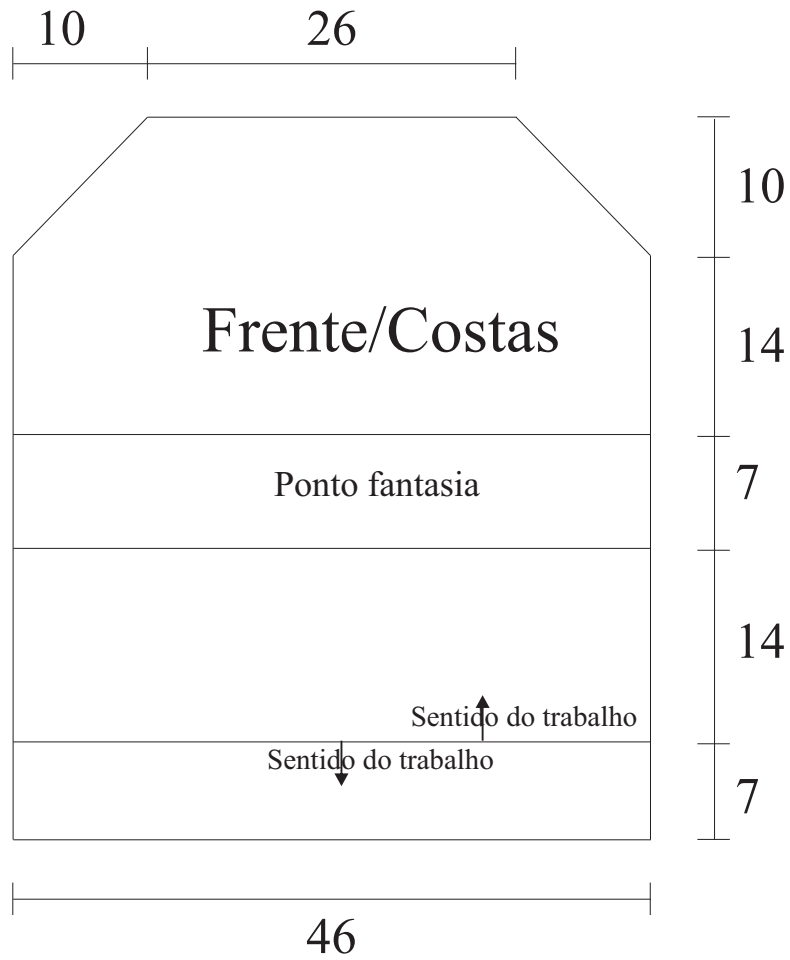 10 26
10
Frente/Costas
14
Ponto fantasia
7
14
Sentido do trabalho
Sentido do trabalho
7
46